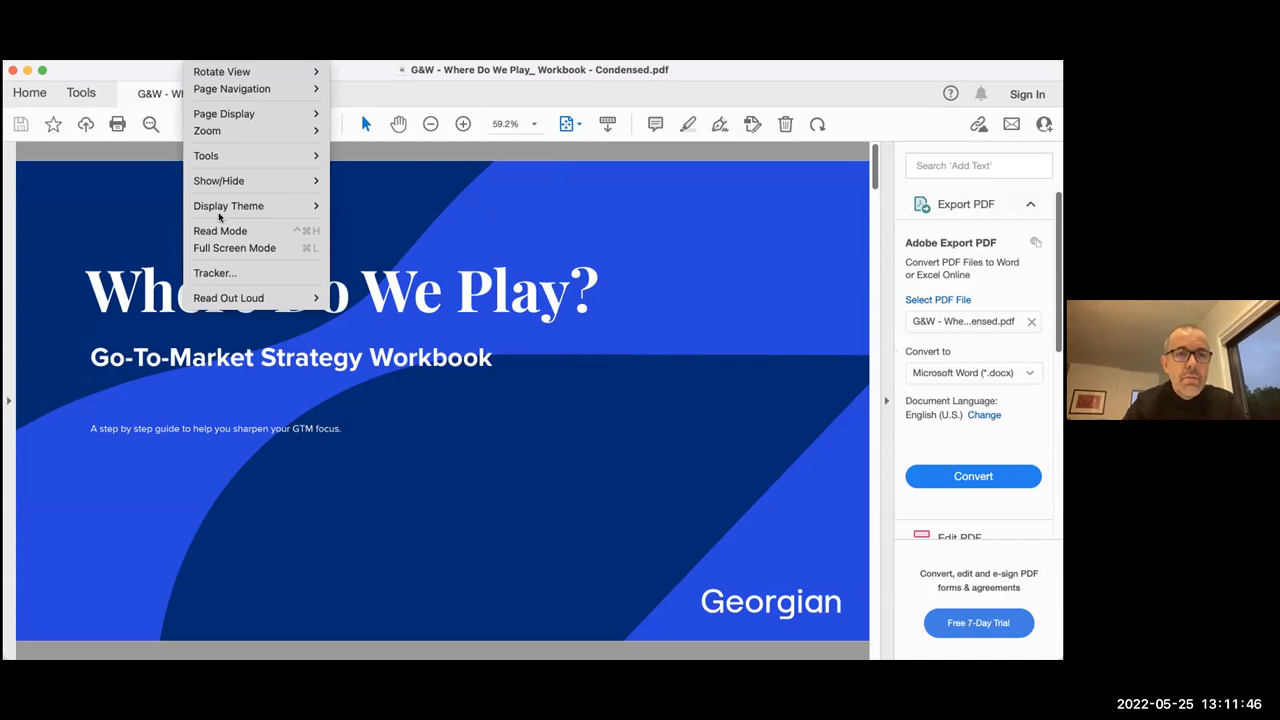 G&W - Where Do We Play_ Workbook - Condensed.pdf
Home
Tools
G&W - Wh
Sign In
59.2%
Rotate View
Page Navigation
Page Display
Zoom
Tools
Show/Hide
Display Theme
Read Mode ^⌘H
Full Screen Mode ⌘L
Tracker...
Read Out Loud
Where Do We Play?
Go-To-Market Strategy Workbook
A step by step guide to help you sharpen your GTM focus.
Georgian
Search 'Add Text'
Export PDF
Adobe Export PDF
Convert PDF Files to Word
or Excel Online
Select PDF File
G&W - Whe...ensed.pdf
Convert to
Microsoft Word (*.docx)
Document Language:
English (U.S.) Change
Convert
Edit PDF
Convert, edit and e-sign PDF
forms & agreements
Free 7-Day Trial
2022-05-25 13:11:46